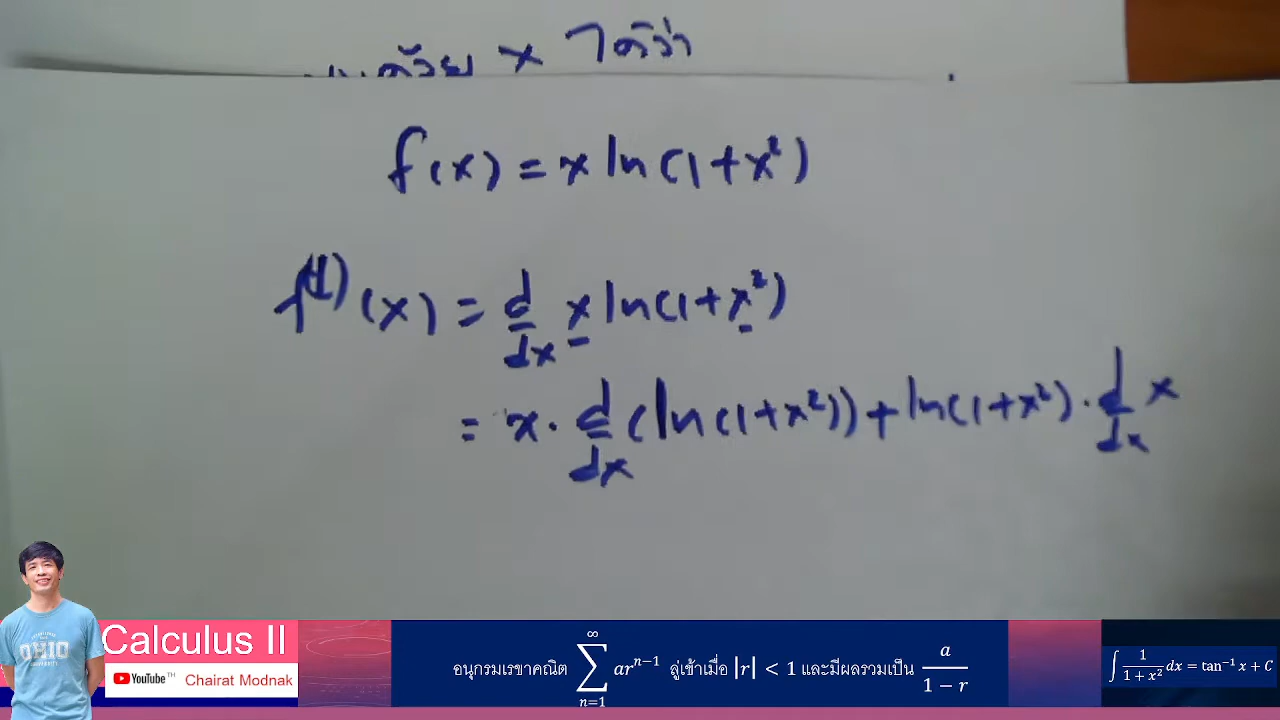 ด้วย x ได้ว่า
f(x) = x ln(1+x²)
f⁽¹⁾(x) = d/dx x ln(1+x²)
= x · d/dx (ln(1+x²)) + ln(1+x²) · d/dx x
OHIO
Calculus II
YouTube TH Chairat Modnak
อนุกรมเรขาคณิต ∑_{n=1}^{∞} ar^{n−1} ลู่เข้าเมื่อ |r| < 1 และมีผลรวมเป็น a/(1−r)
∫ 1/(1+x²) dx = tan⁻¹ x + C